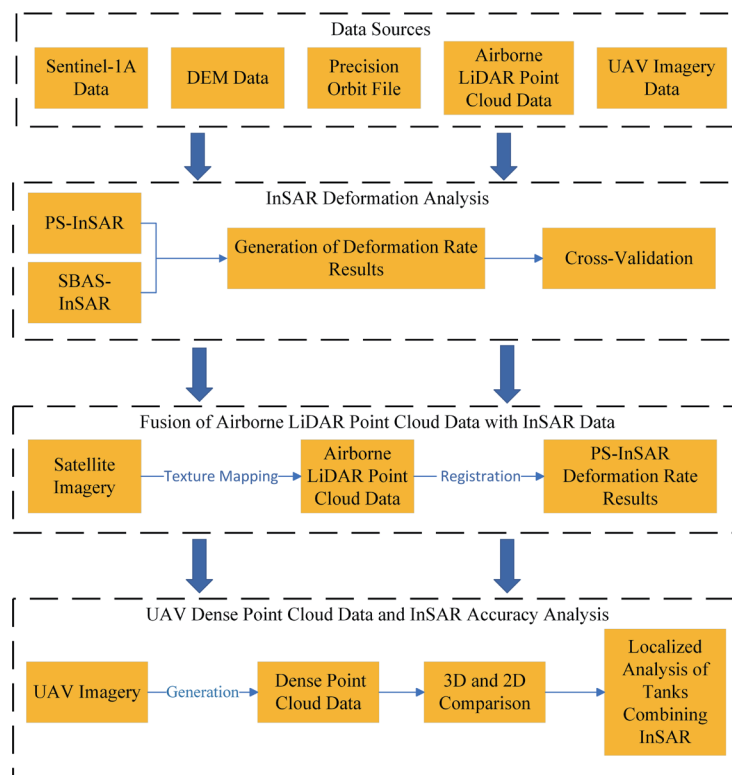 Data Sources
Sentinel-1A
Data
DEM Data
Precision
Orbit File
Airborne
LiDAR Point
Cloud Data
UAV Imagery
Data
InSAR Deformation Analysis
PS-InSAR
SBAS-
InSAR
Generation of Deformation Rate
Results
Cross-Validation
Fusion of Airborne LiDAR Point Cloud Data with InSAR Data
Satellite
Imagery
Texture Mapping
Airborne
LiDAR Point
Cloud Data
Registration
PS-InSAR
Deformation Rate
Results
UAV Dense Point Cloud Data and InSAR Accuracy Analysis
UAV Imagery
Generation
Dense Point
Cloud Data
3D and 2D
Comparison
Localized
Analysis of
Tanks
Combining
InSAR